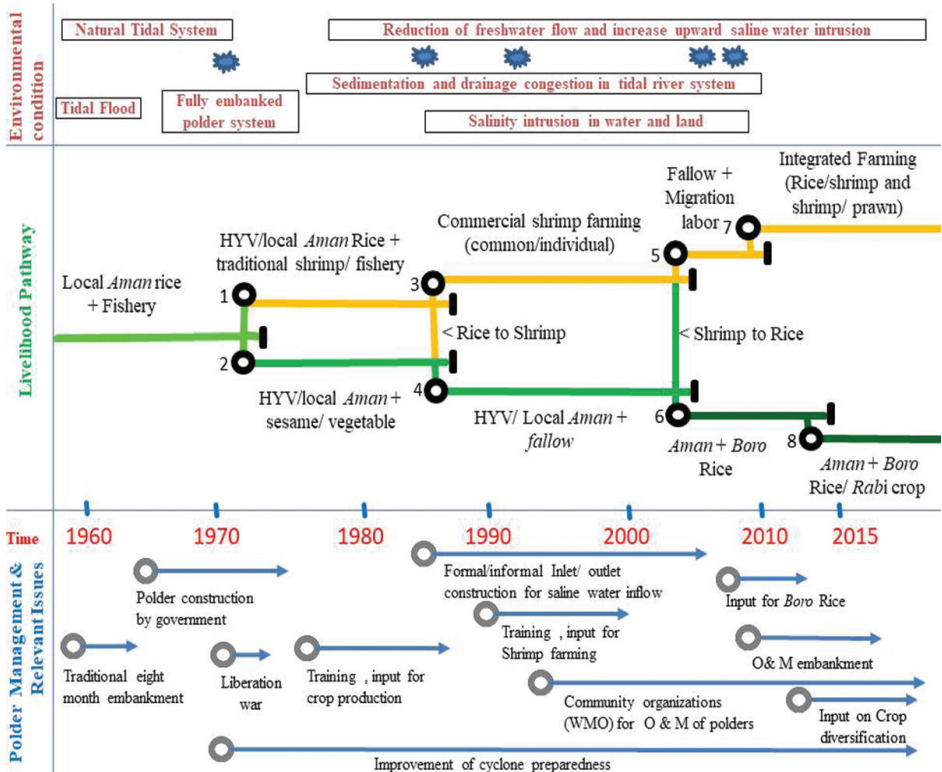 Environmental
condition
Natural Tidal System
Reduction of freshwater flow and increase upward saline water intrusion
Sedimentation and drainage congestion in tidal river system
Tidal Flood
Fully embanked
polder system
Salinity intrusion in water and land
Livelihood Pathway
Local Aman rice
+ Fishery
HYV/local Aman Rice +
traditional shrimp/ fishery
Commercial shrimp farming
(common/individual)
Fallow +
Migration
labor
Integrated Farming
(Rice/shrimp and
shrimp/ prawn)
1
2
3
4
5
6
7
8
< Rice to Shrimp
< Shrimp to Rice
HYV/local Aman +
sesame/ vegetable
HYV/ Local Aman +
fallow
Aman + Boro
Rice
Aman + Boro
Rice/ Rabi crop
Time
1960
1970
1980
1990
2000
2010
2015
Polder Management &
Relevant Issues
Polder construction
by government
Formal/informal Inlet/ outlet
construction for saline water inflow
Input for Boro Rice
Training , input for
Shrimp farming
Traditional eight
month embankment
Liberation
war
Training , input for
crop production
O& M embankment
Community organizations
(WMO) for O & M of polders
Input on Crop
diversification
Improvement of cyclone preparedness